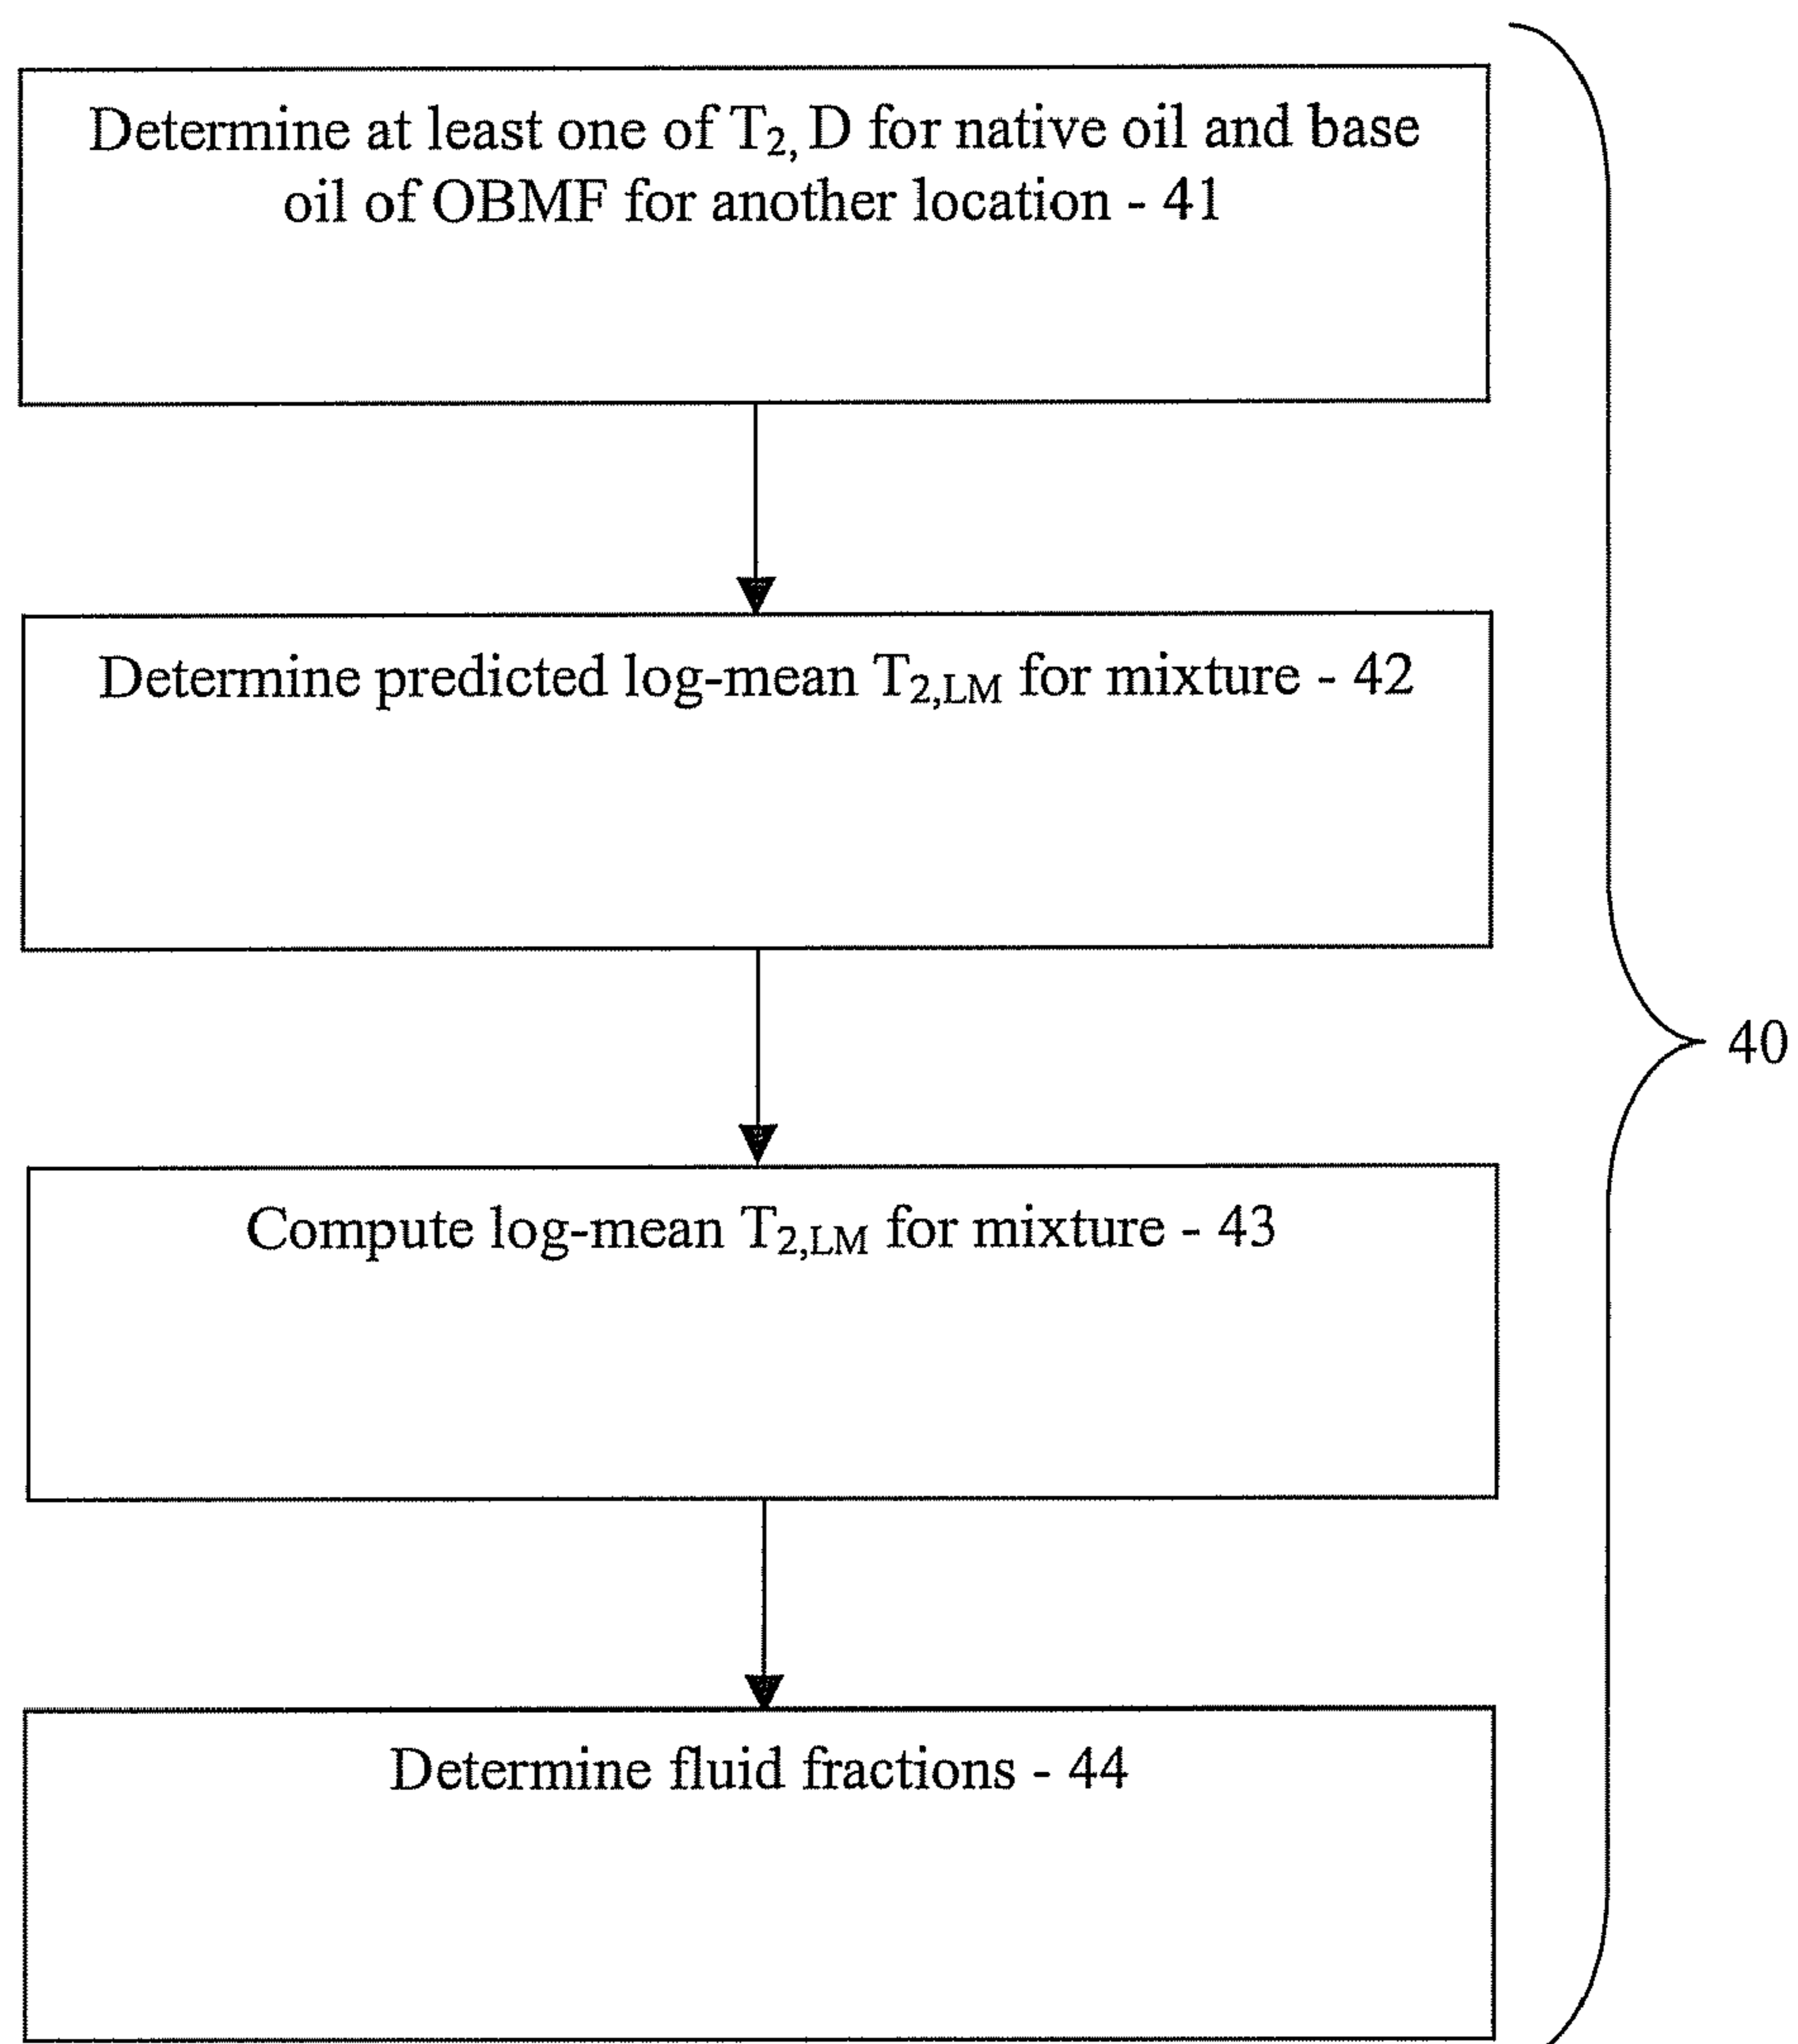 Determine at least one of T₂, D for native oil and base
oil of OBMF for another location - 41
Determine predicted log-mean T₂,LM for mixture - 42
40
Compute log-mean T₂,LM for mixture - 43
Determine fluid fractions - 44